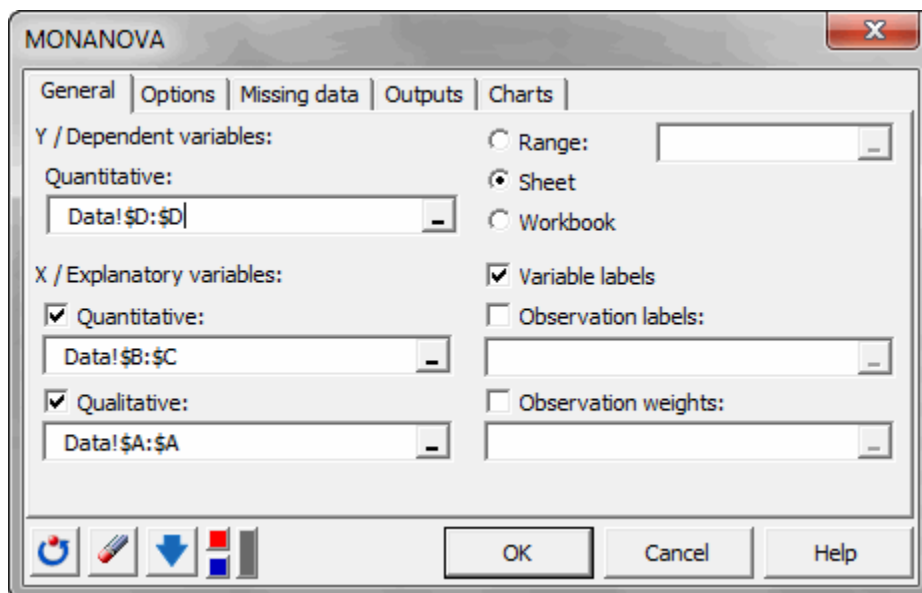 MONANOVA
General Options Missing data Outputs Charts
Y / Dependent variables:
Quantitative:
Data!$D:$D
X / Explanatory variables:
Quantitative:
Data!$B:$C
Qualitative:
Data!$A:$A
Range:
Sheet
Workbook
Variable labels
Observation labels:
Observation weights:
OK Cancel Help